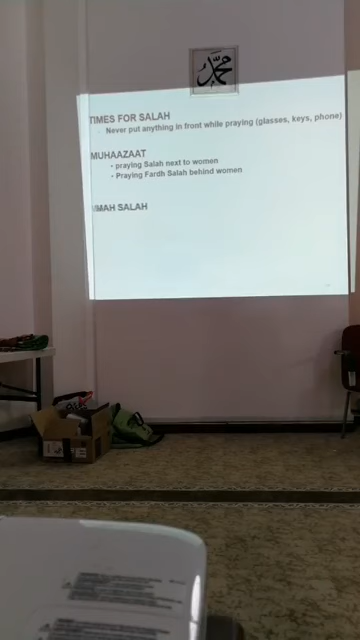 محمد
TIMES FOR SALAH
- Never put anything in front while praying (glasses, keys, phone)
MUHAAZAAT
• praying Salah next to women
• Praying Fardh Salah behind women
MAH SALAH